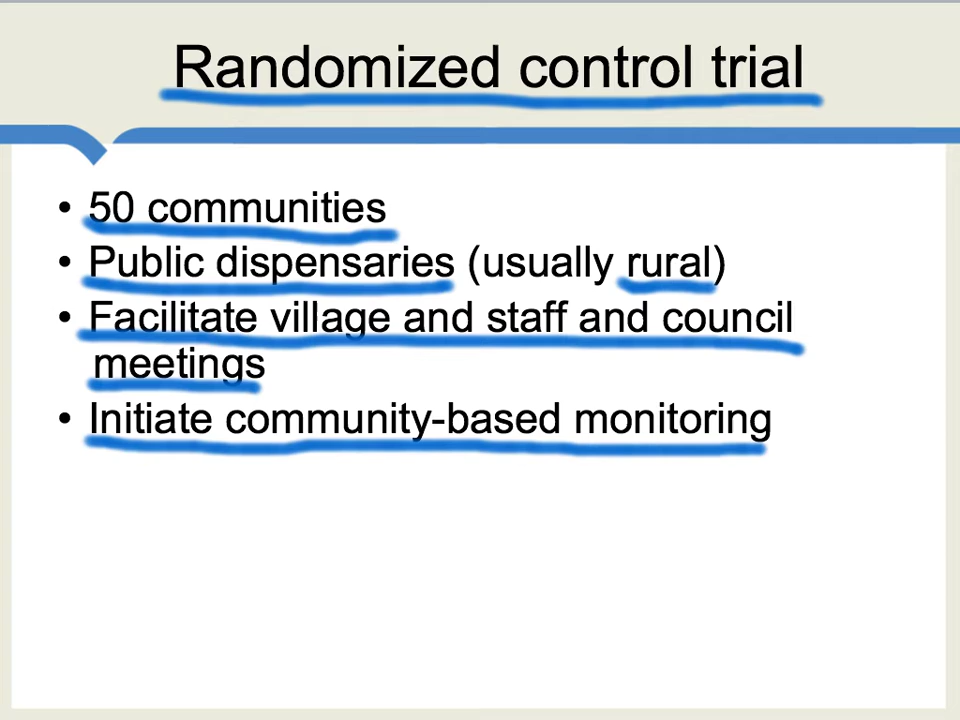 Randomized control trial
• 50 communities
• Public dispensaries (usually rural)
• Facilitate village and staff and council
meetings
• Initiate community-based monitoring